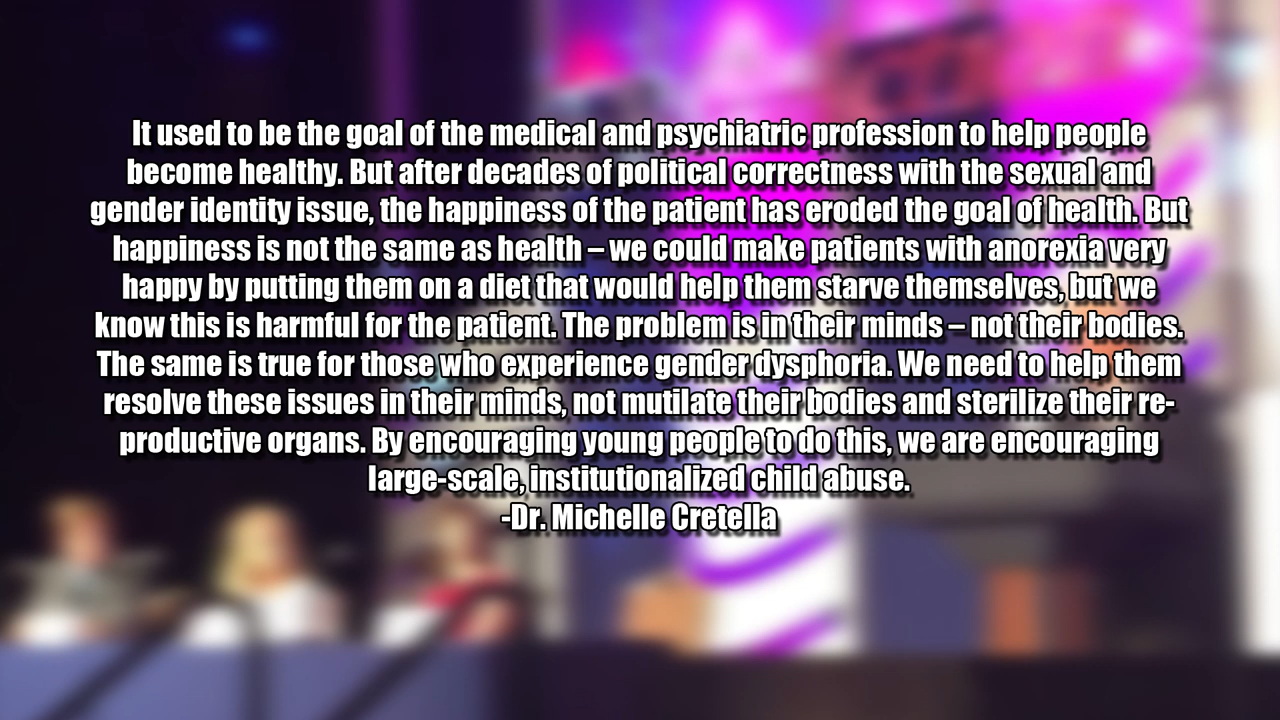 It used to be the goal of the medical and psychiatric profession to help people
become healthy. But after decades of political correctness with the sexual and
gender identity issue, the happiness of the patient has eroded the goal of health. But
happiness is not the same as health – we could make patients with anorexia very
happy by putting them on a diet that would help them starve themselves, but we
know this is harmful for the patient. The problem is in their minds – not their bodies.
The same is true for those who experience gender dysphoria. We need to help them
resolve these issues in their minds, not mutilate their bodies and sterilize their re-
productive organs. By encouraging young people to do this, we are encouraging
large-scale, institutionalized child abuse.
-Dr. Michelle Cretella